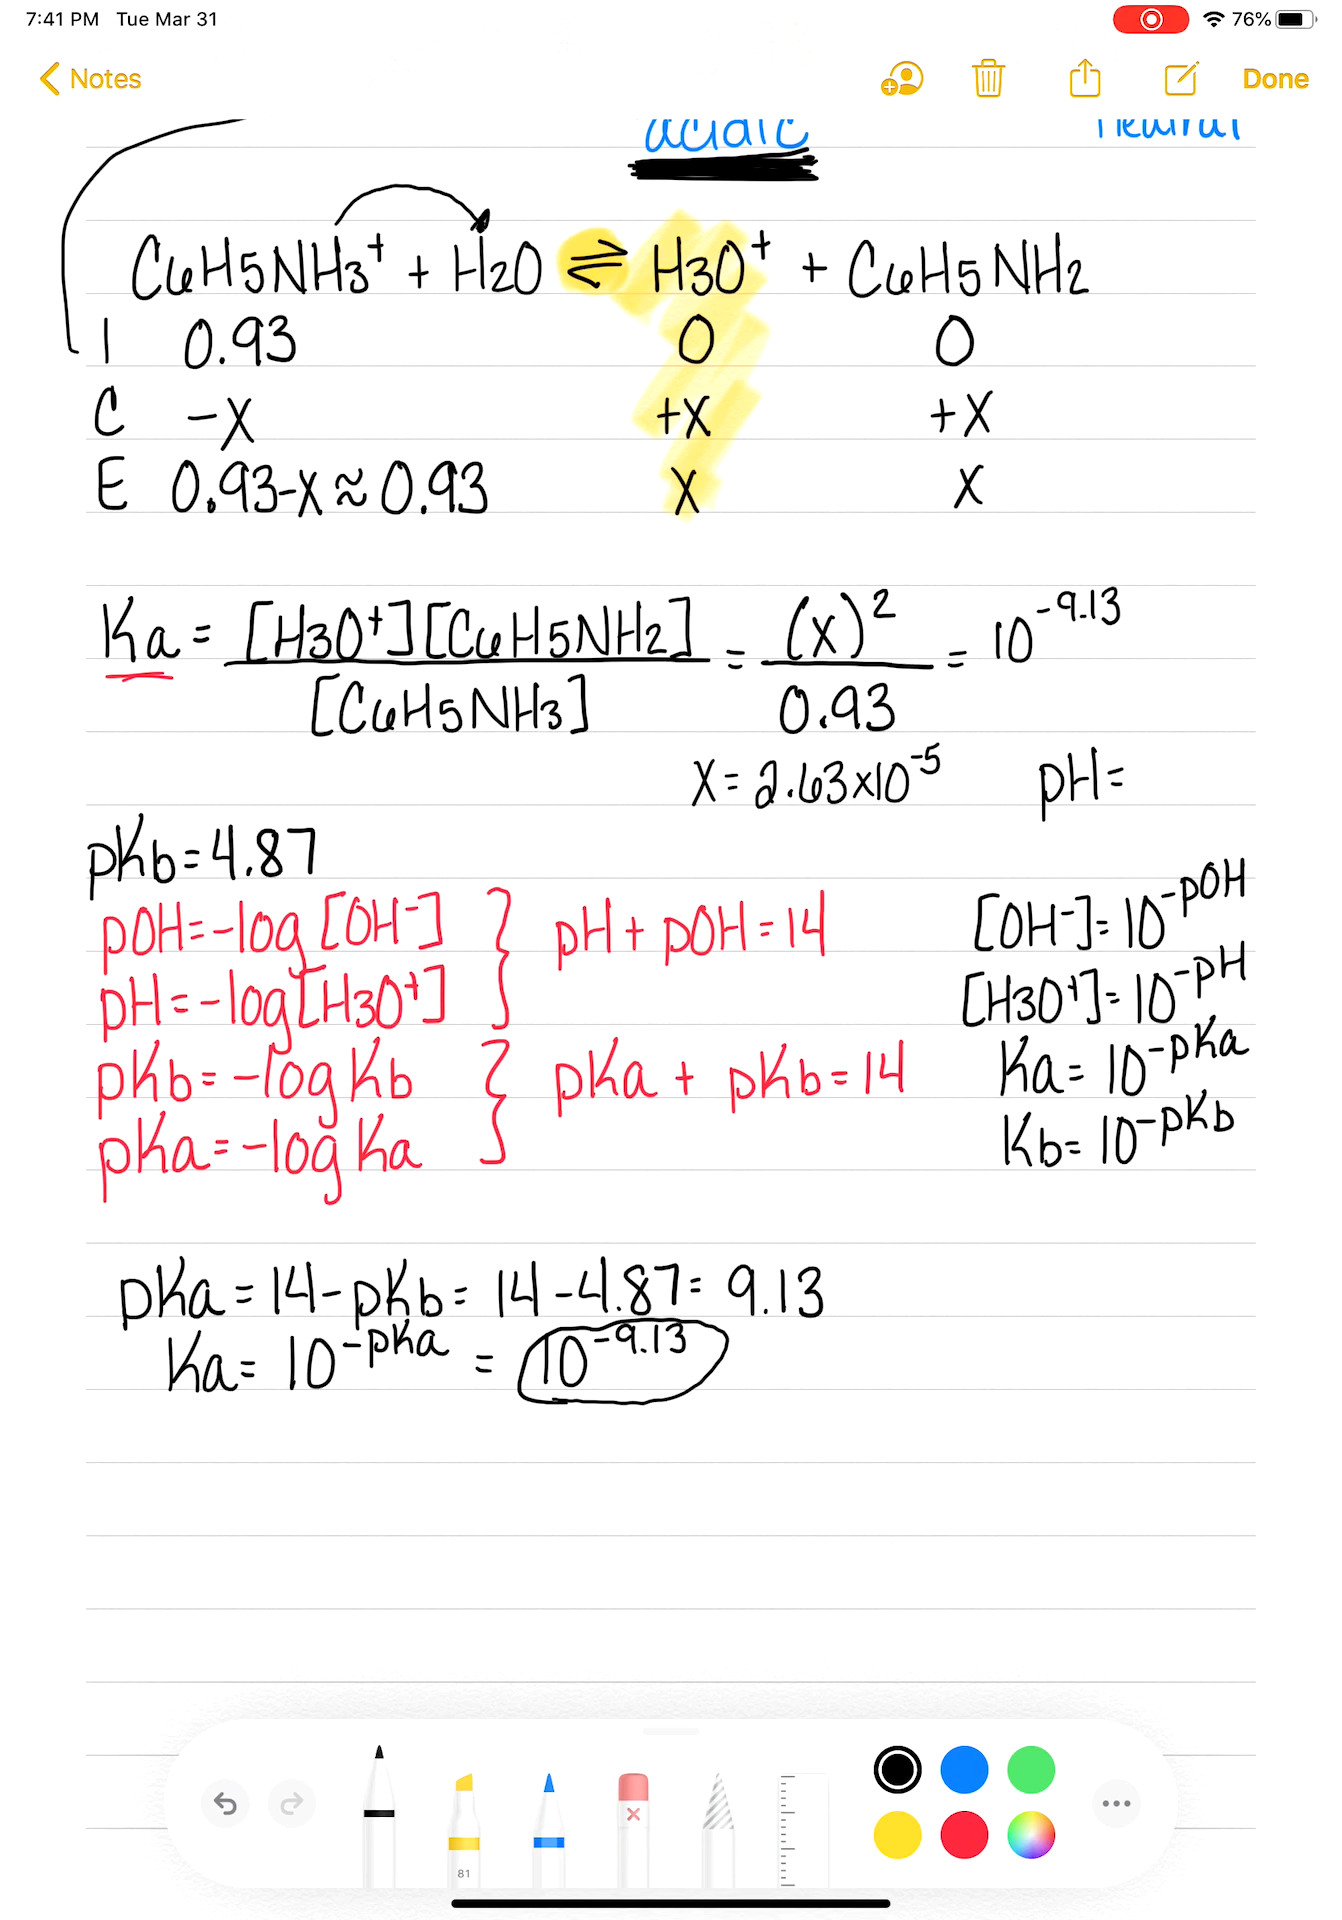 7:41 PM Tue Mar 31 76%
Notes Done
acidic neutral
C6H5NH3+ + H2O ⇌ H3O+ + C6H5NH2
I 0.93 0 0
C -X +X +X
E 0.93-X ≈ 0.93 X X
Ka = [H3O+][C6H5NH2] / [C6H5NH3] = (X)^2 / 0.93 = 10^-9.13
X = 2.63x10^-5 pH=
pKb = 4.87
pOH = -log [OH-] } pH + pOH = 14 [OH-] = 10^-pOH
pH = -log[H3O+] [H3O+] = 10^-pH
pKb = -log Kb } pKa + pKb = 14 Ka = 10^-pKa
pKa = -log Ka Kb = 10^-pKb
pKa = 14 - pKb = 14 - 4.87 = 9.13
Ka = 10^-pKa = 10^-9.13
81